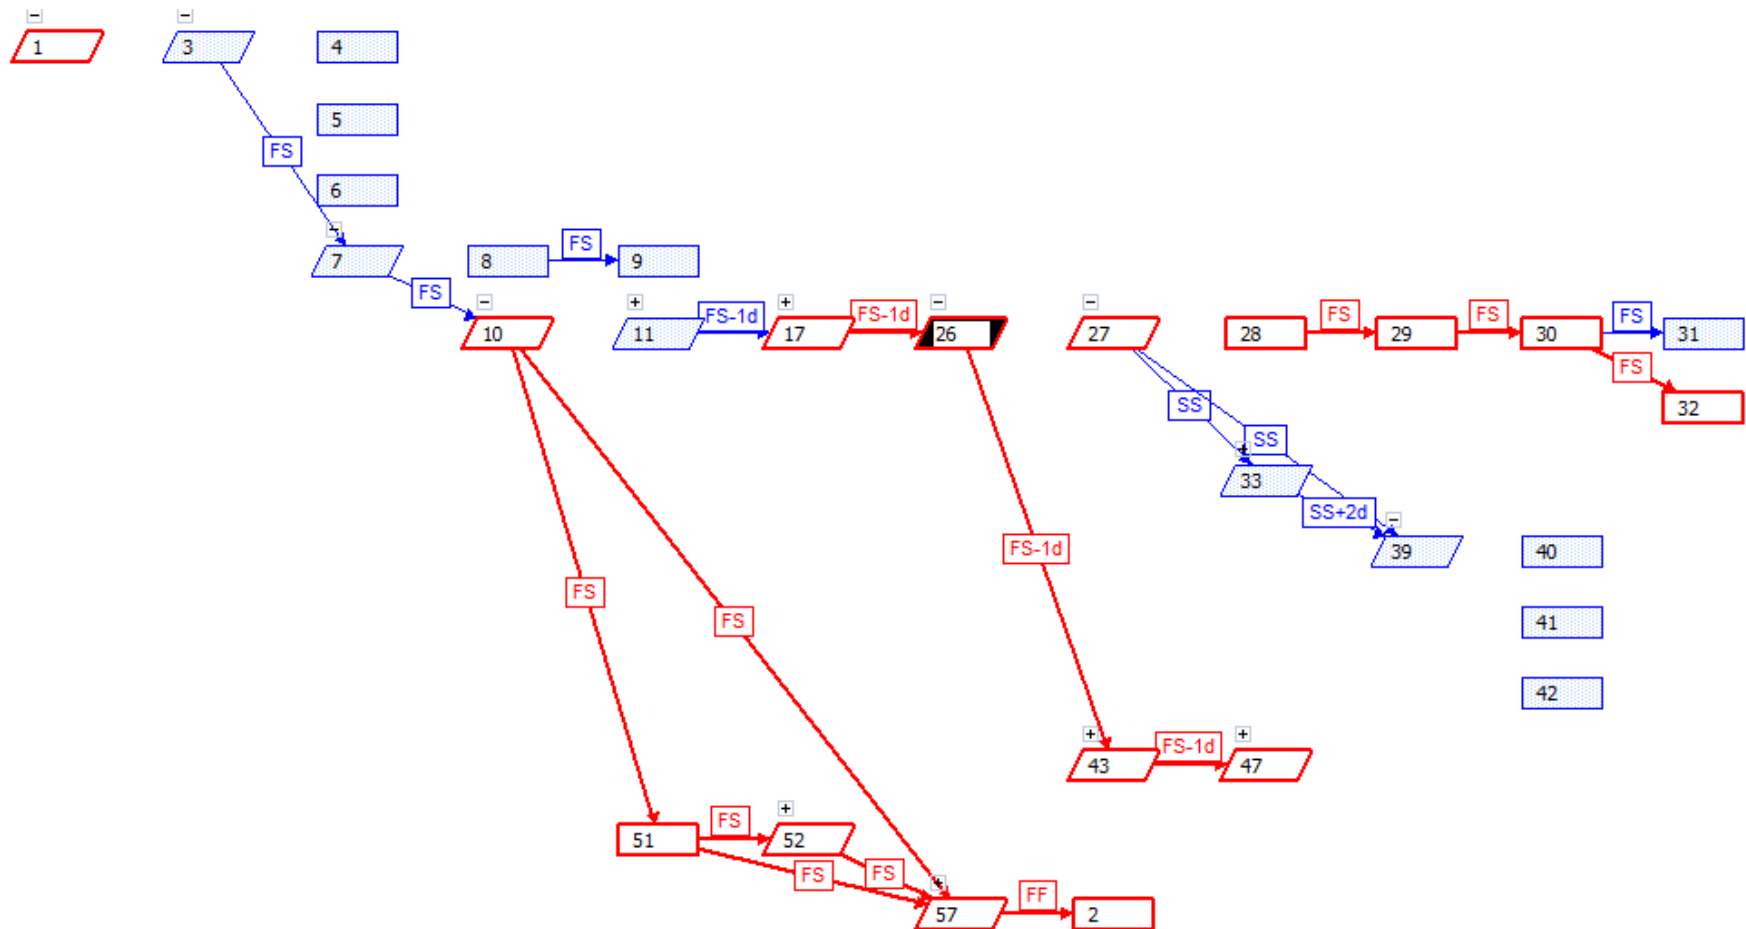 1 3 4
5
FS
6
7 8 FS 9
FS
10 11 FS-1d 17 FS-1d 26 27 28 FS 29 FS 30 FS 31
FS
SS 32
SS
33
SS+2d
FS-1d 39 40
FS
FS 41
42
43 FS-1d 47
51 FS 52
FS FS
57 FF 2